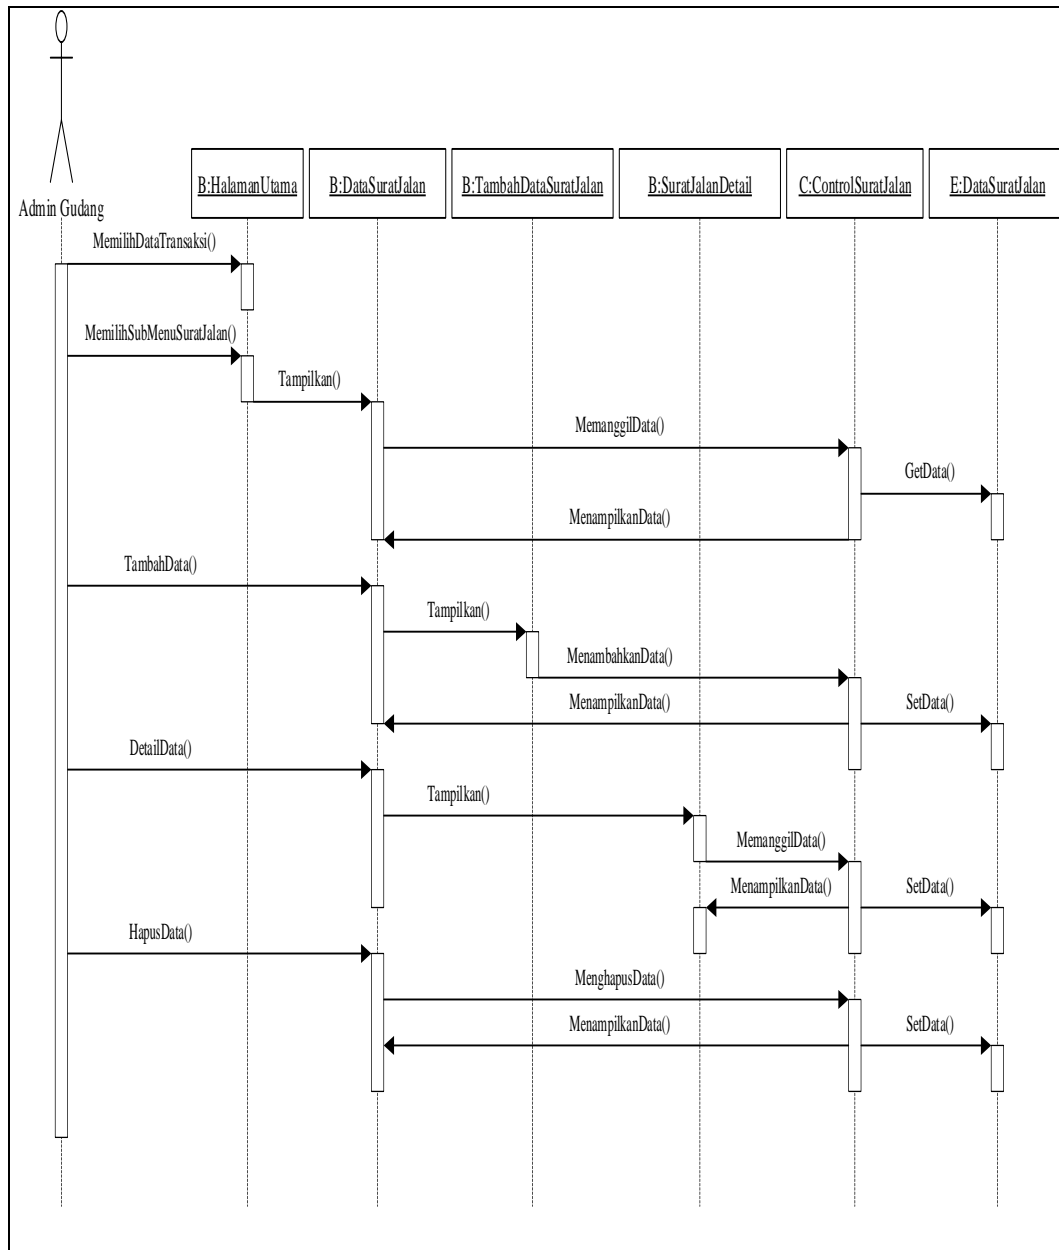 B:HalamanUtama
B:DataSuratJalan
B:TambahDataSuratJalan
B:SuratJalanDetail
C:ControlSuratJalan
E:DataSuratJalan
Admin Gudang
MemilihDataTransaksi()
MemilihSubMenuSuratJalan()
Tampilkan()
MemanggilData()
GetData()
MenampilkanData()
TambahData()
Tampilkan()
MenambahkanData()
MenampilkanData()
SetData()
DetailData()
Tampilkan()
MemanggilData()
MenampilkanData()
SetData()
HapusData()
MenghapusData()
MenampilkanData()
SetData()